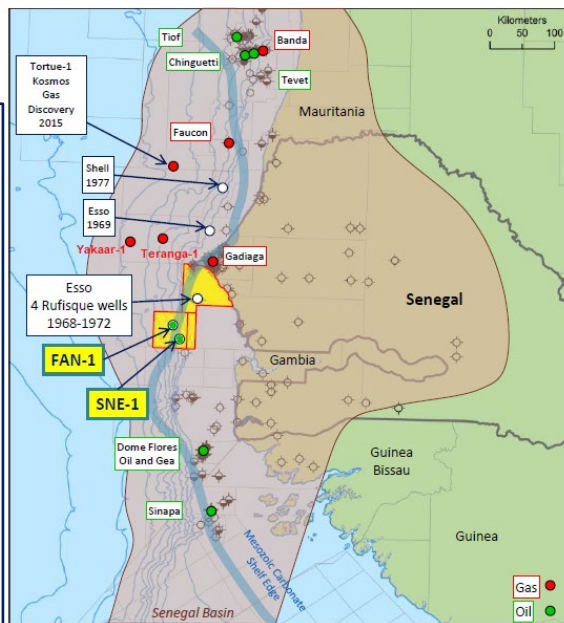 Kilometers
0 50 100
Tiof
Banda
Chinguetti
Tevet
Tortue-1
Kosmos
Gas
Discovery
2015
Mauritania
Faucon
Shell
1977
Esso
1969
Yakaar-1
Teranga-1
Gadiaga
Esso
4 Rufisque wells
1968-1972
Senegal
FAN-1
Gambia
SNE-1
Dome Flores
Oil and Gea
Guinea
Bissau
Sinapa
Guinea
Mesozoic Carbonate
Shelf Edge
Gas
Oil
Senegal Basin